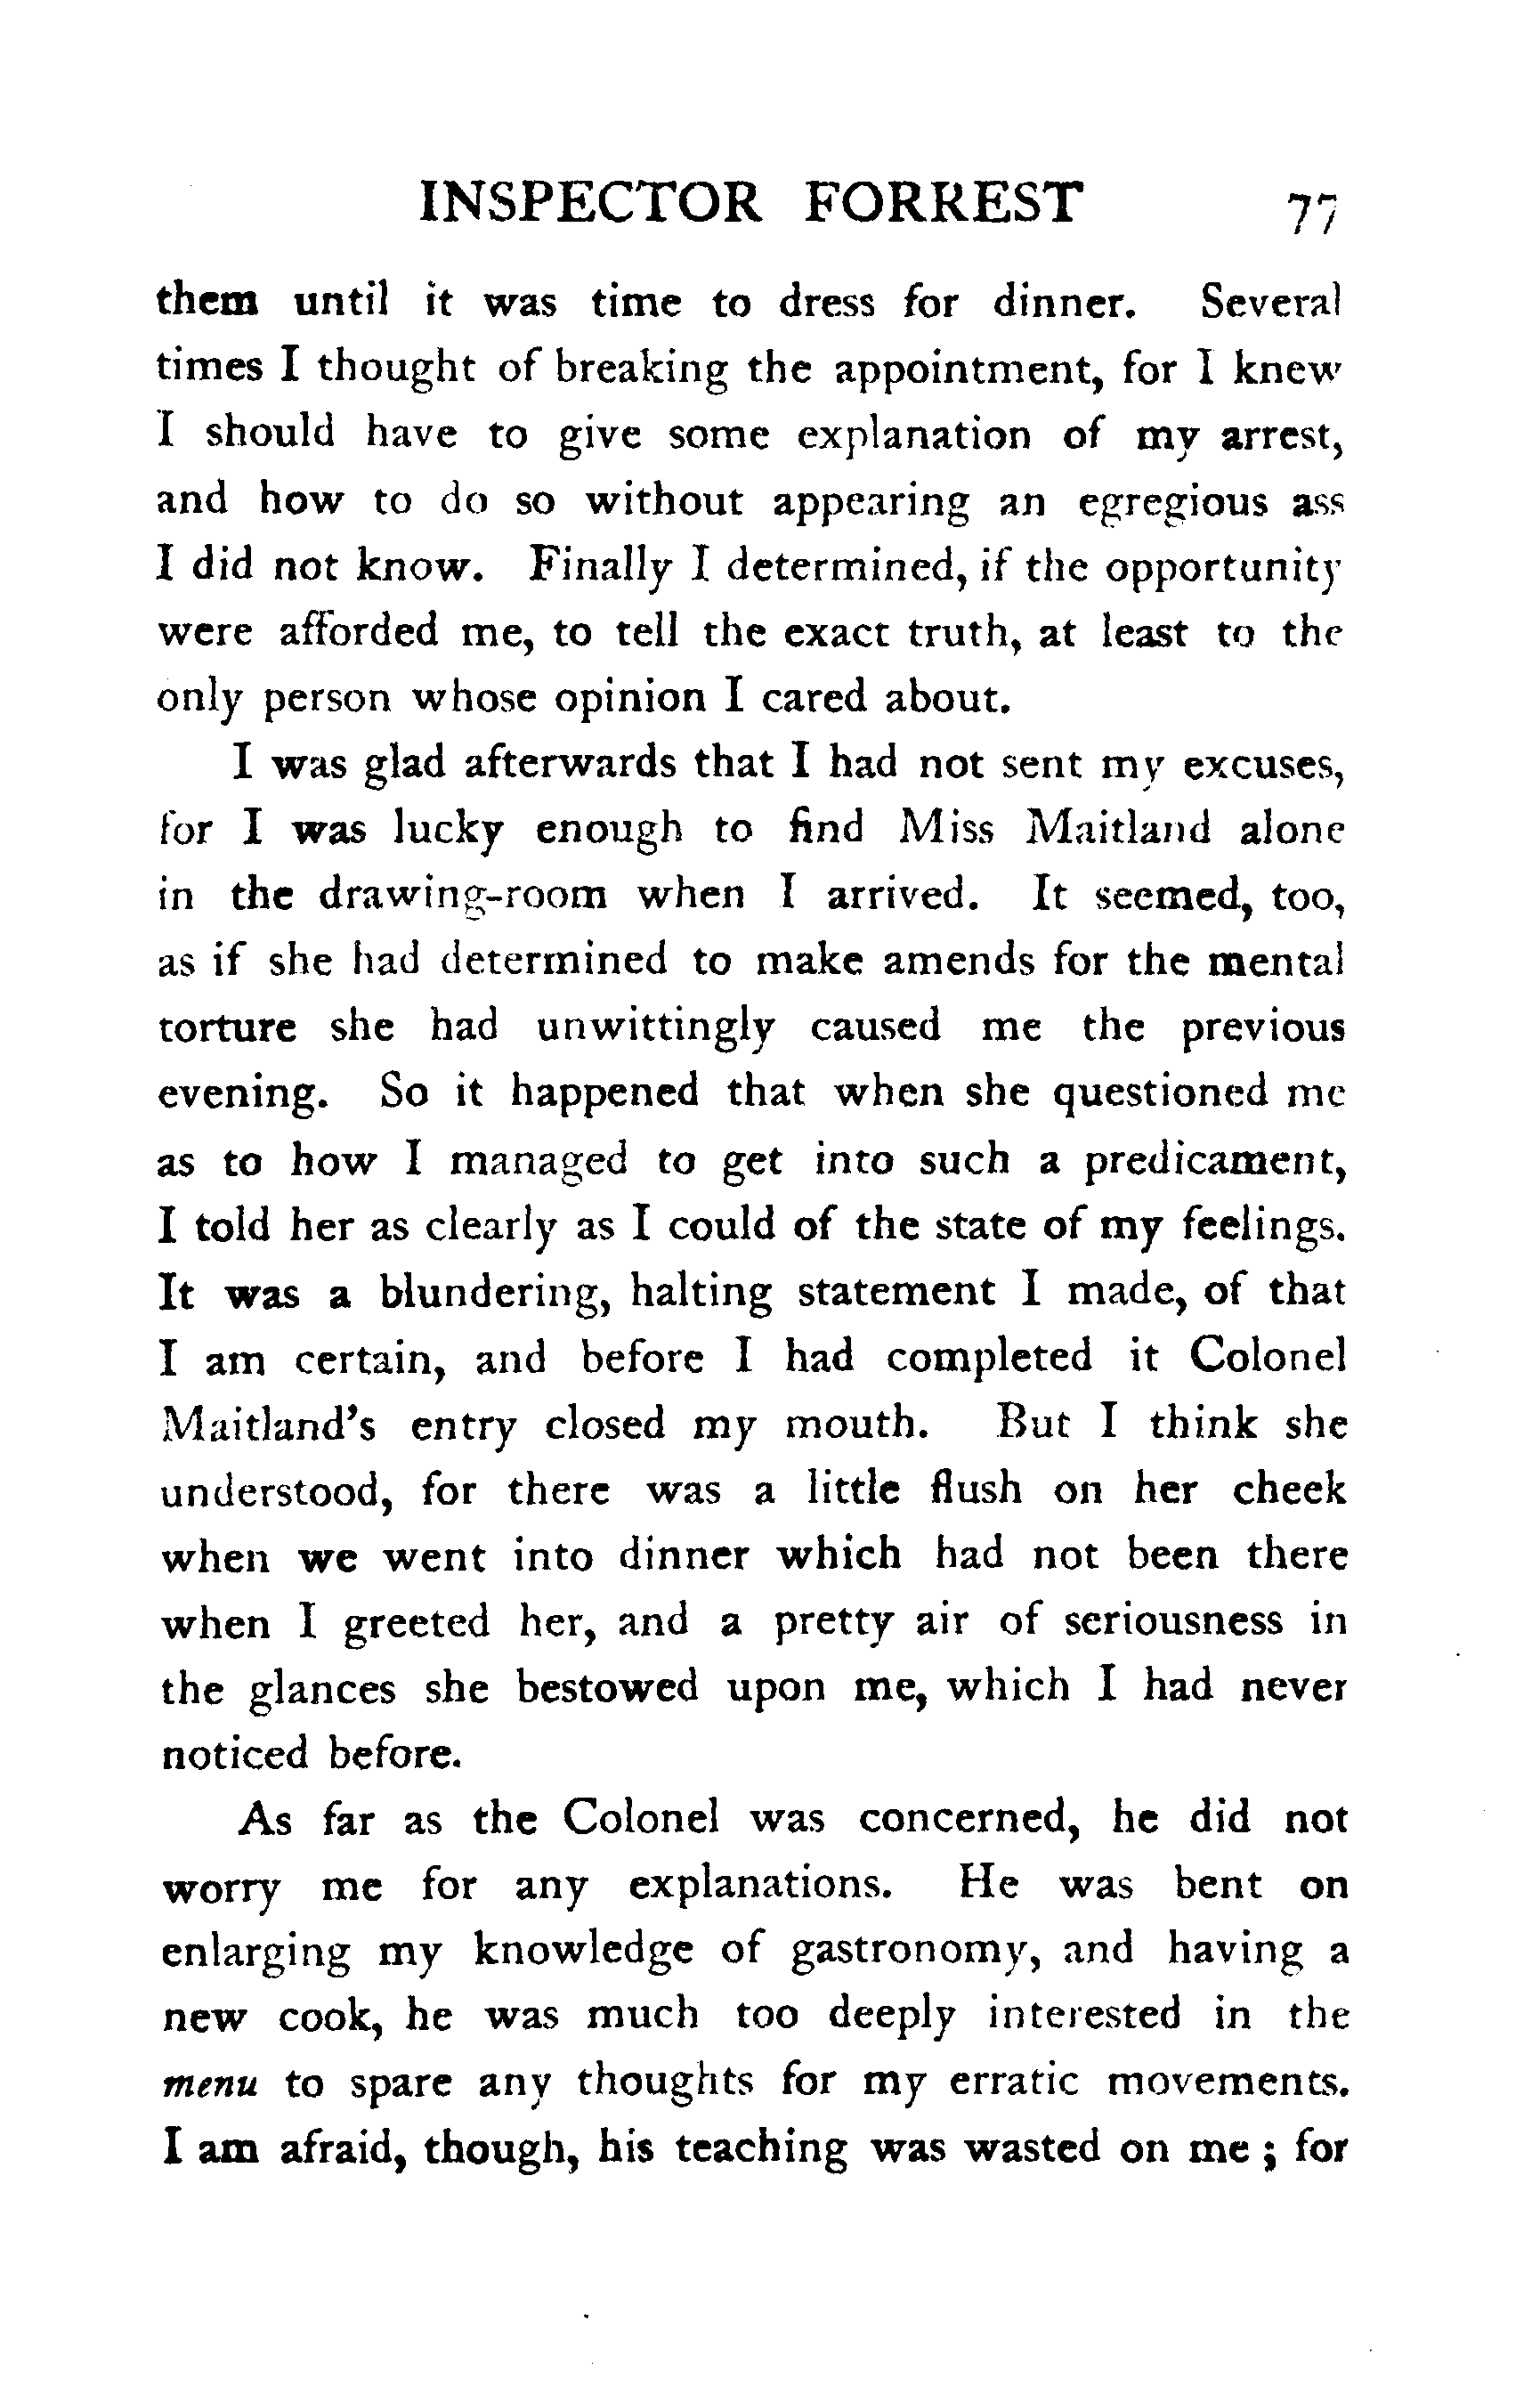 INSPECTOR FORREST 77
them until it was time to dress for dinner. Several
times I thought of breaking the appointment, for I knew
I should have to give some explanation of my arrest,
and how to do so without appearing an egregious ass
I did not know. Finally I determined, if the opportunity
were afforded me, to tell the exact truth, at least to the
only person whose opinion I cared about.
I was glad afterwards that I had not sent my excuses,
for I was lucky enough to find Miss Maitland alone
in the drawing-room when I arrived. It seemed, too,
as if she had determined to make amends for the mental
torture she had unwittingly caused me the previous
evening. So it happened that when she questioned me
as to how I managed to get into such a predicament,
I told her as clearly as I could of the state of my feelings.
It was a blundering, halting statement I made, of that
I am certain, and before I had completed it Colonel
Maitland's entry closed my mouth. But I think she
understood, for there was a little flush on her cheek
when we went into dinner which had not been there
when I greeted her, and a pretty air of seriousness in
the glances she bestowed upon me, which I had never
noticed before.
As far as the Colonel was concerned, he did not
worry me for any explanations. He was bent on
enlarging my knowledge of gastronomy, and having a
new cook, he was much too deeply interested in the
menu to spare any thoughts for my erratic movements.
I am afraid, though, his teaching was wasted on me ; for